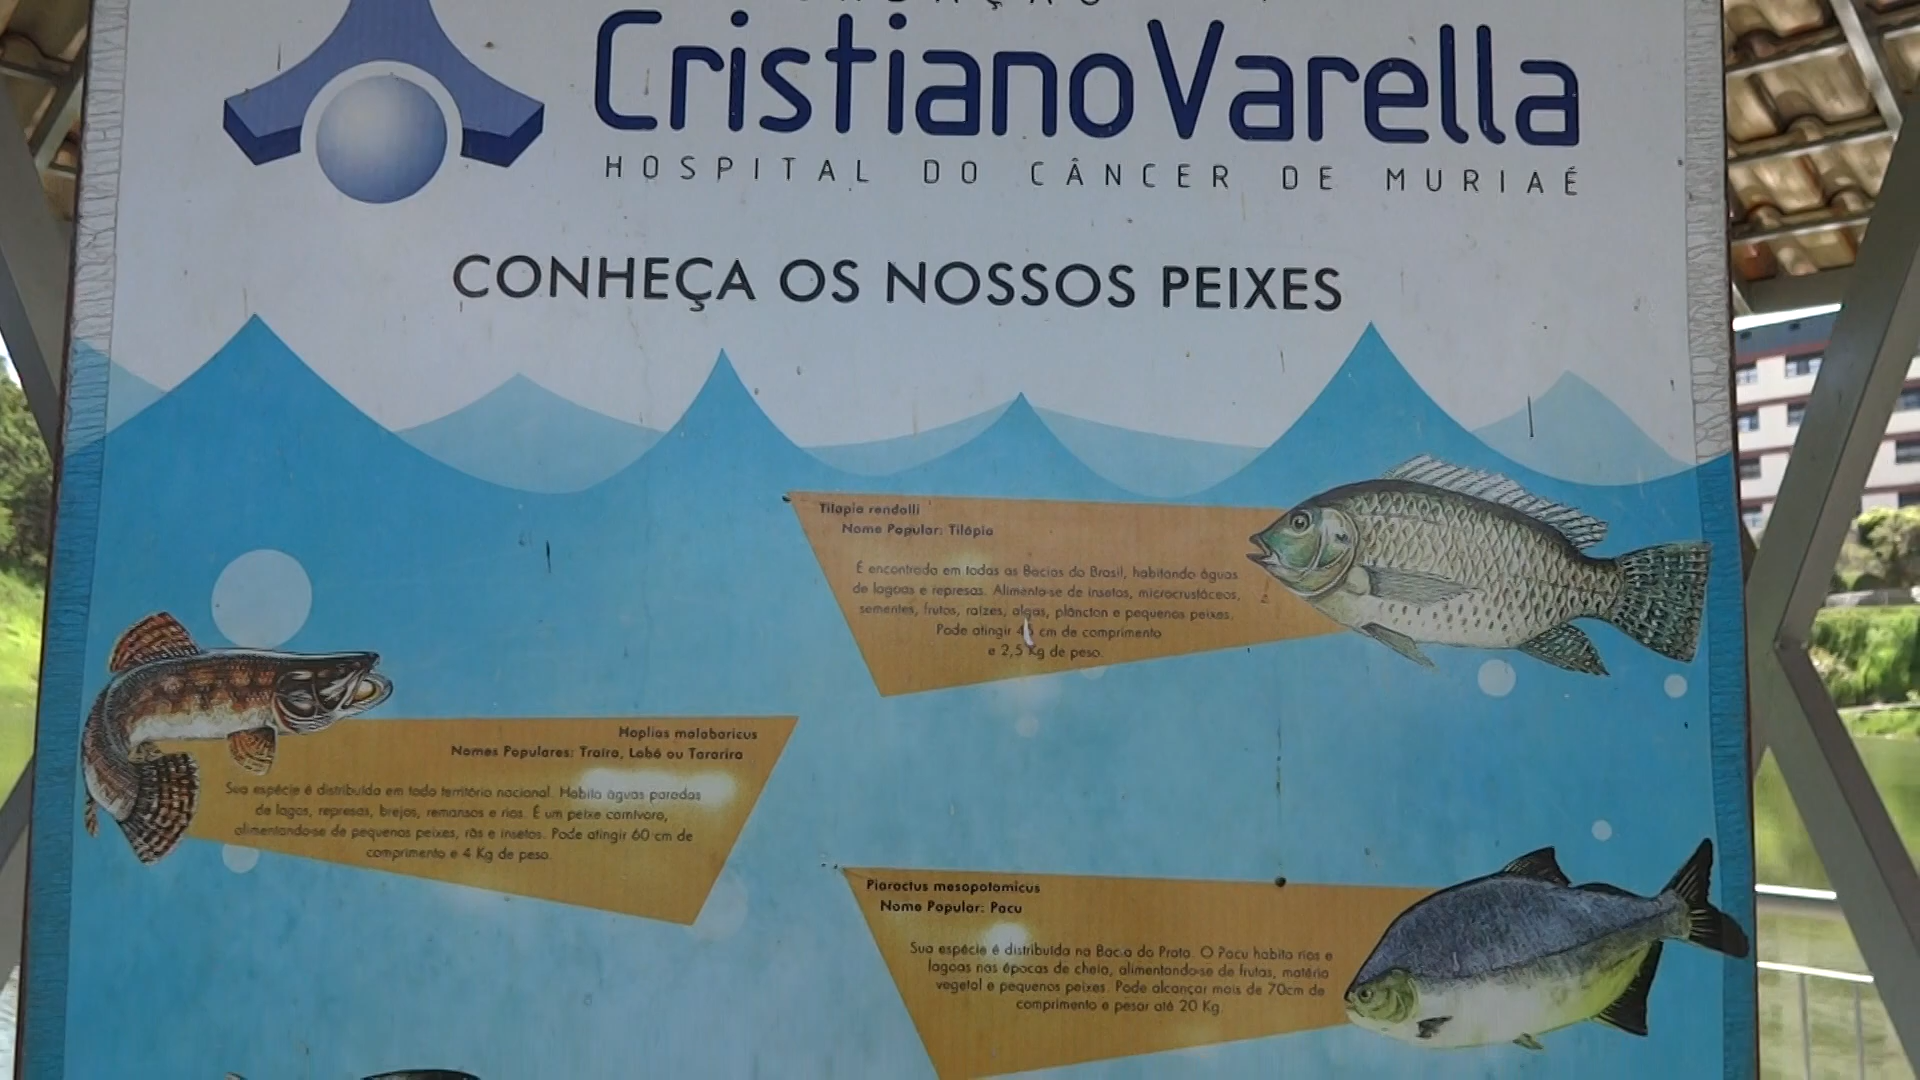 CristianoVarella
HOSPITAL DO CÂNCER DE MURIAÉ
CONHEÇA OS NOSSOS PEIXES
Tilapia rendalli
Nome Popular: Tilápia
É encontrada em todas as Bacias do Brasil, habitando águas
de lagoas e represas. Alimenta-se de insetos, microcrustáceos,
sementes, frutos, raízes, algas, plâncton e pequenos peixes.
Pode atingir 45 cm de comprimento
e 2,5 Kg de peso.
Hoplias malabaricus
Nomes Populares: Traíra, Lobó ou Tararira
Sua espécie é distribuída em todo território nacional. Habita águas paradas
de lagos, represas, brejos, remansos e rios. É um peixe carnívoro,
alimentando-se de pequenos peixes, rãs e insetos. Pode atingir 60 cm de
comprimento e 4 Kg de peso.
Piaractus mesopotamicus
Nome Popular: Pacu
Sua espécie é distribuída na Bacia do Prata. O Pacu habita rios e
lagoas nas épocas de cheia, alimentando-se de frutas, matéria
vegetal e pequenos peixes. Pode alcançar mais de 70cm de
comprimento e pesar até 20 Kg.